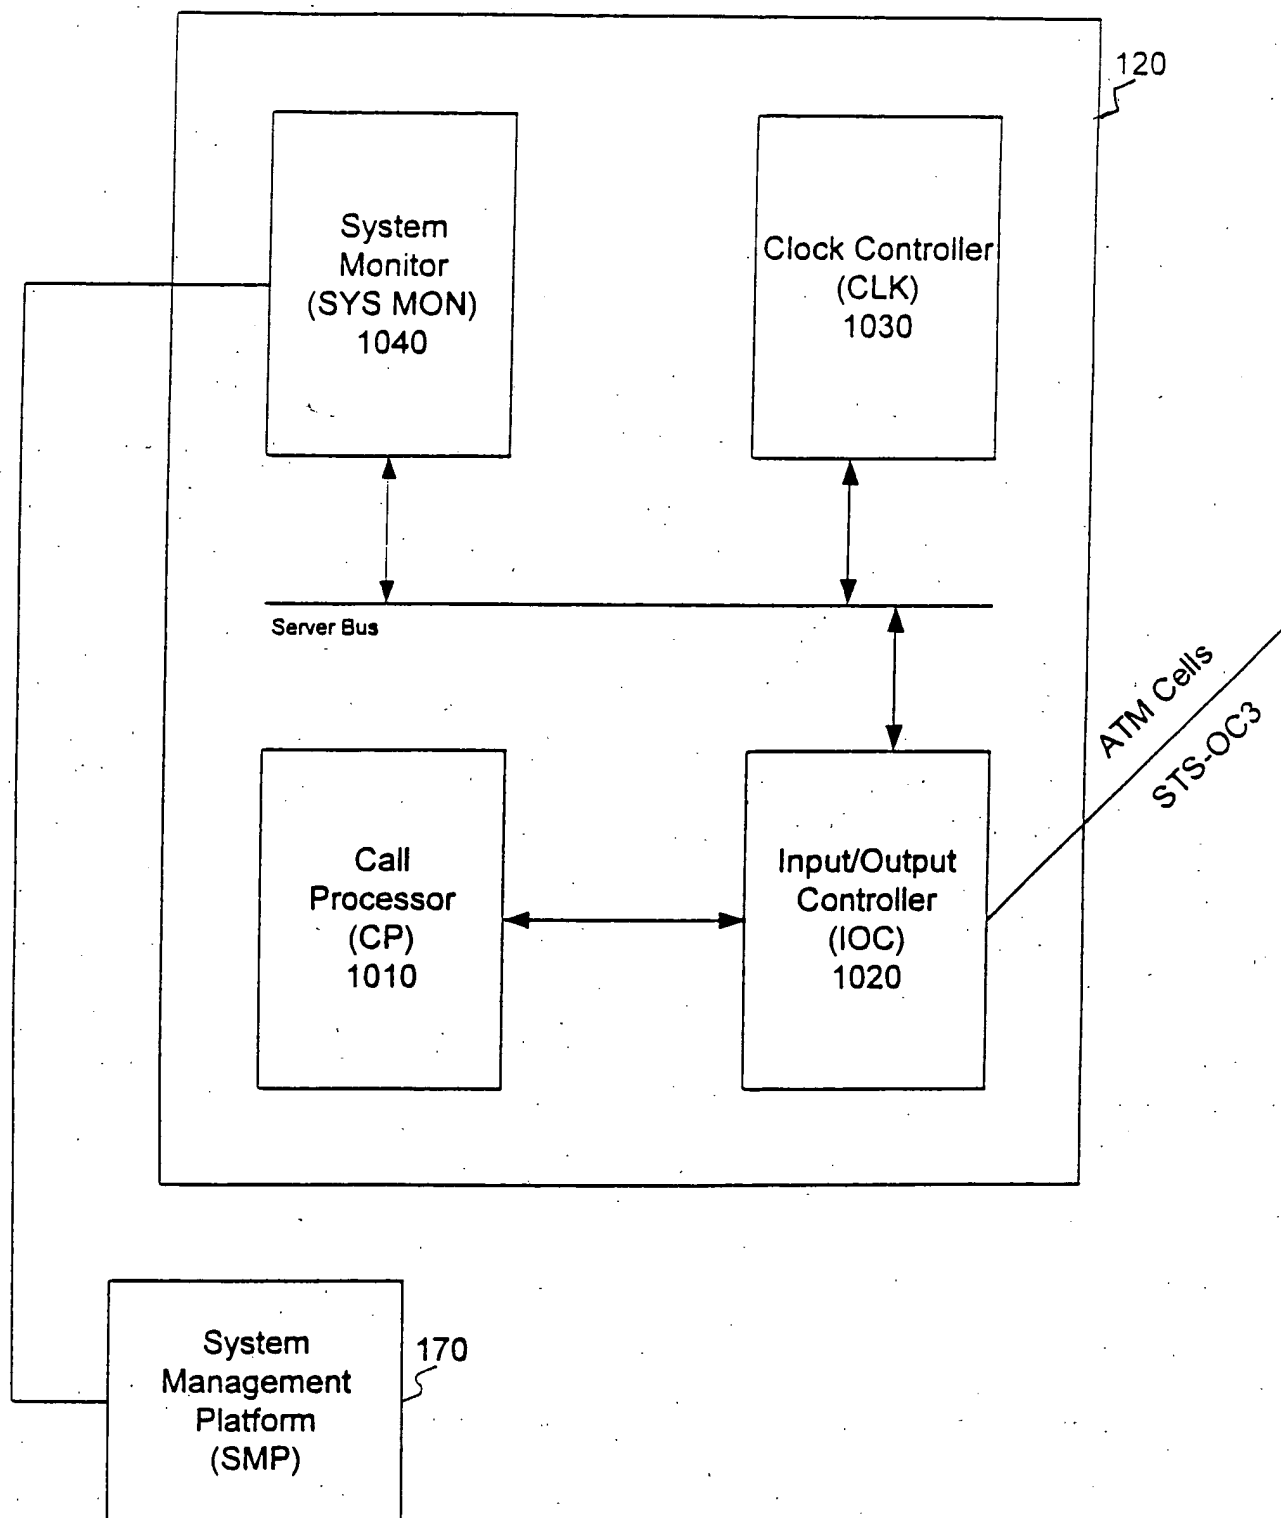 120
System
Monitor
(SYS MON)
1040
Clock Controller
(CLK)
1030
Server Bus
ATM Cells
STS-OC3
Call
Processor
(CP)
1010
Input/Output
Controller
(IOC)
1020
System
Management
Platform
(SMP)
170